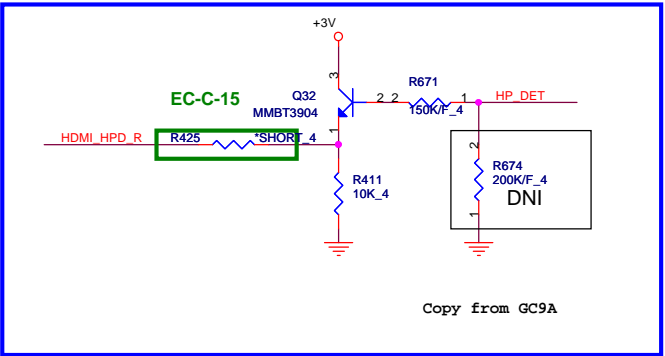 +3V
3
R671
EC-C-15
Q32
2 2
1
HP_DET
MMBT3904
150K/F_4
HDMI_HPD_R
R425
*SHORT_4
1
2
R411
10K_4
R674
200K/F_4
DNI
1
Copy from GC9A